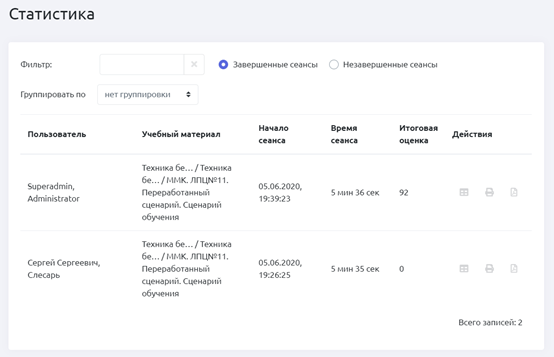 Статистика
Фильтр:
Завершенные сеансы
Незавершенные сеансы
Группировать по
нет группировки
Пользователь
Учебный материал
Начало
сеанса
Время
сеанса
Итоговая
оценка
Действия
Superadmin,
Administrator
Техника бе... / Техника
бе... / ММК. ЛПЦ№11.
Переработанный
сценарий. Сценарий
обучения
05.06.2020,
19:39:23
5 мин 36 сек
92
Сергей Сергеевич,
Слесарь
Техника бе... / Техника
бе... / ММК. ЛПЦ№11.
Переработанный
сценарий. Сценарий
обучения
05.06.2020,
19:26:25
5 мин 35 сек
0
Всего записей: 2